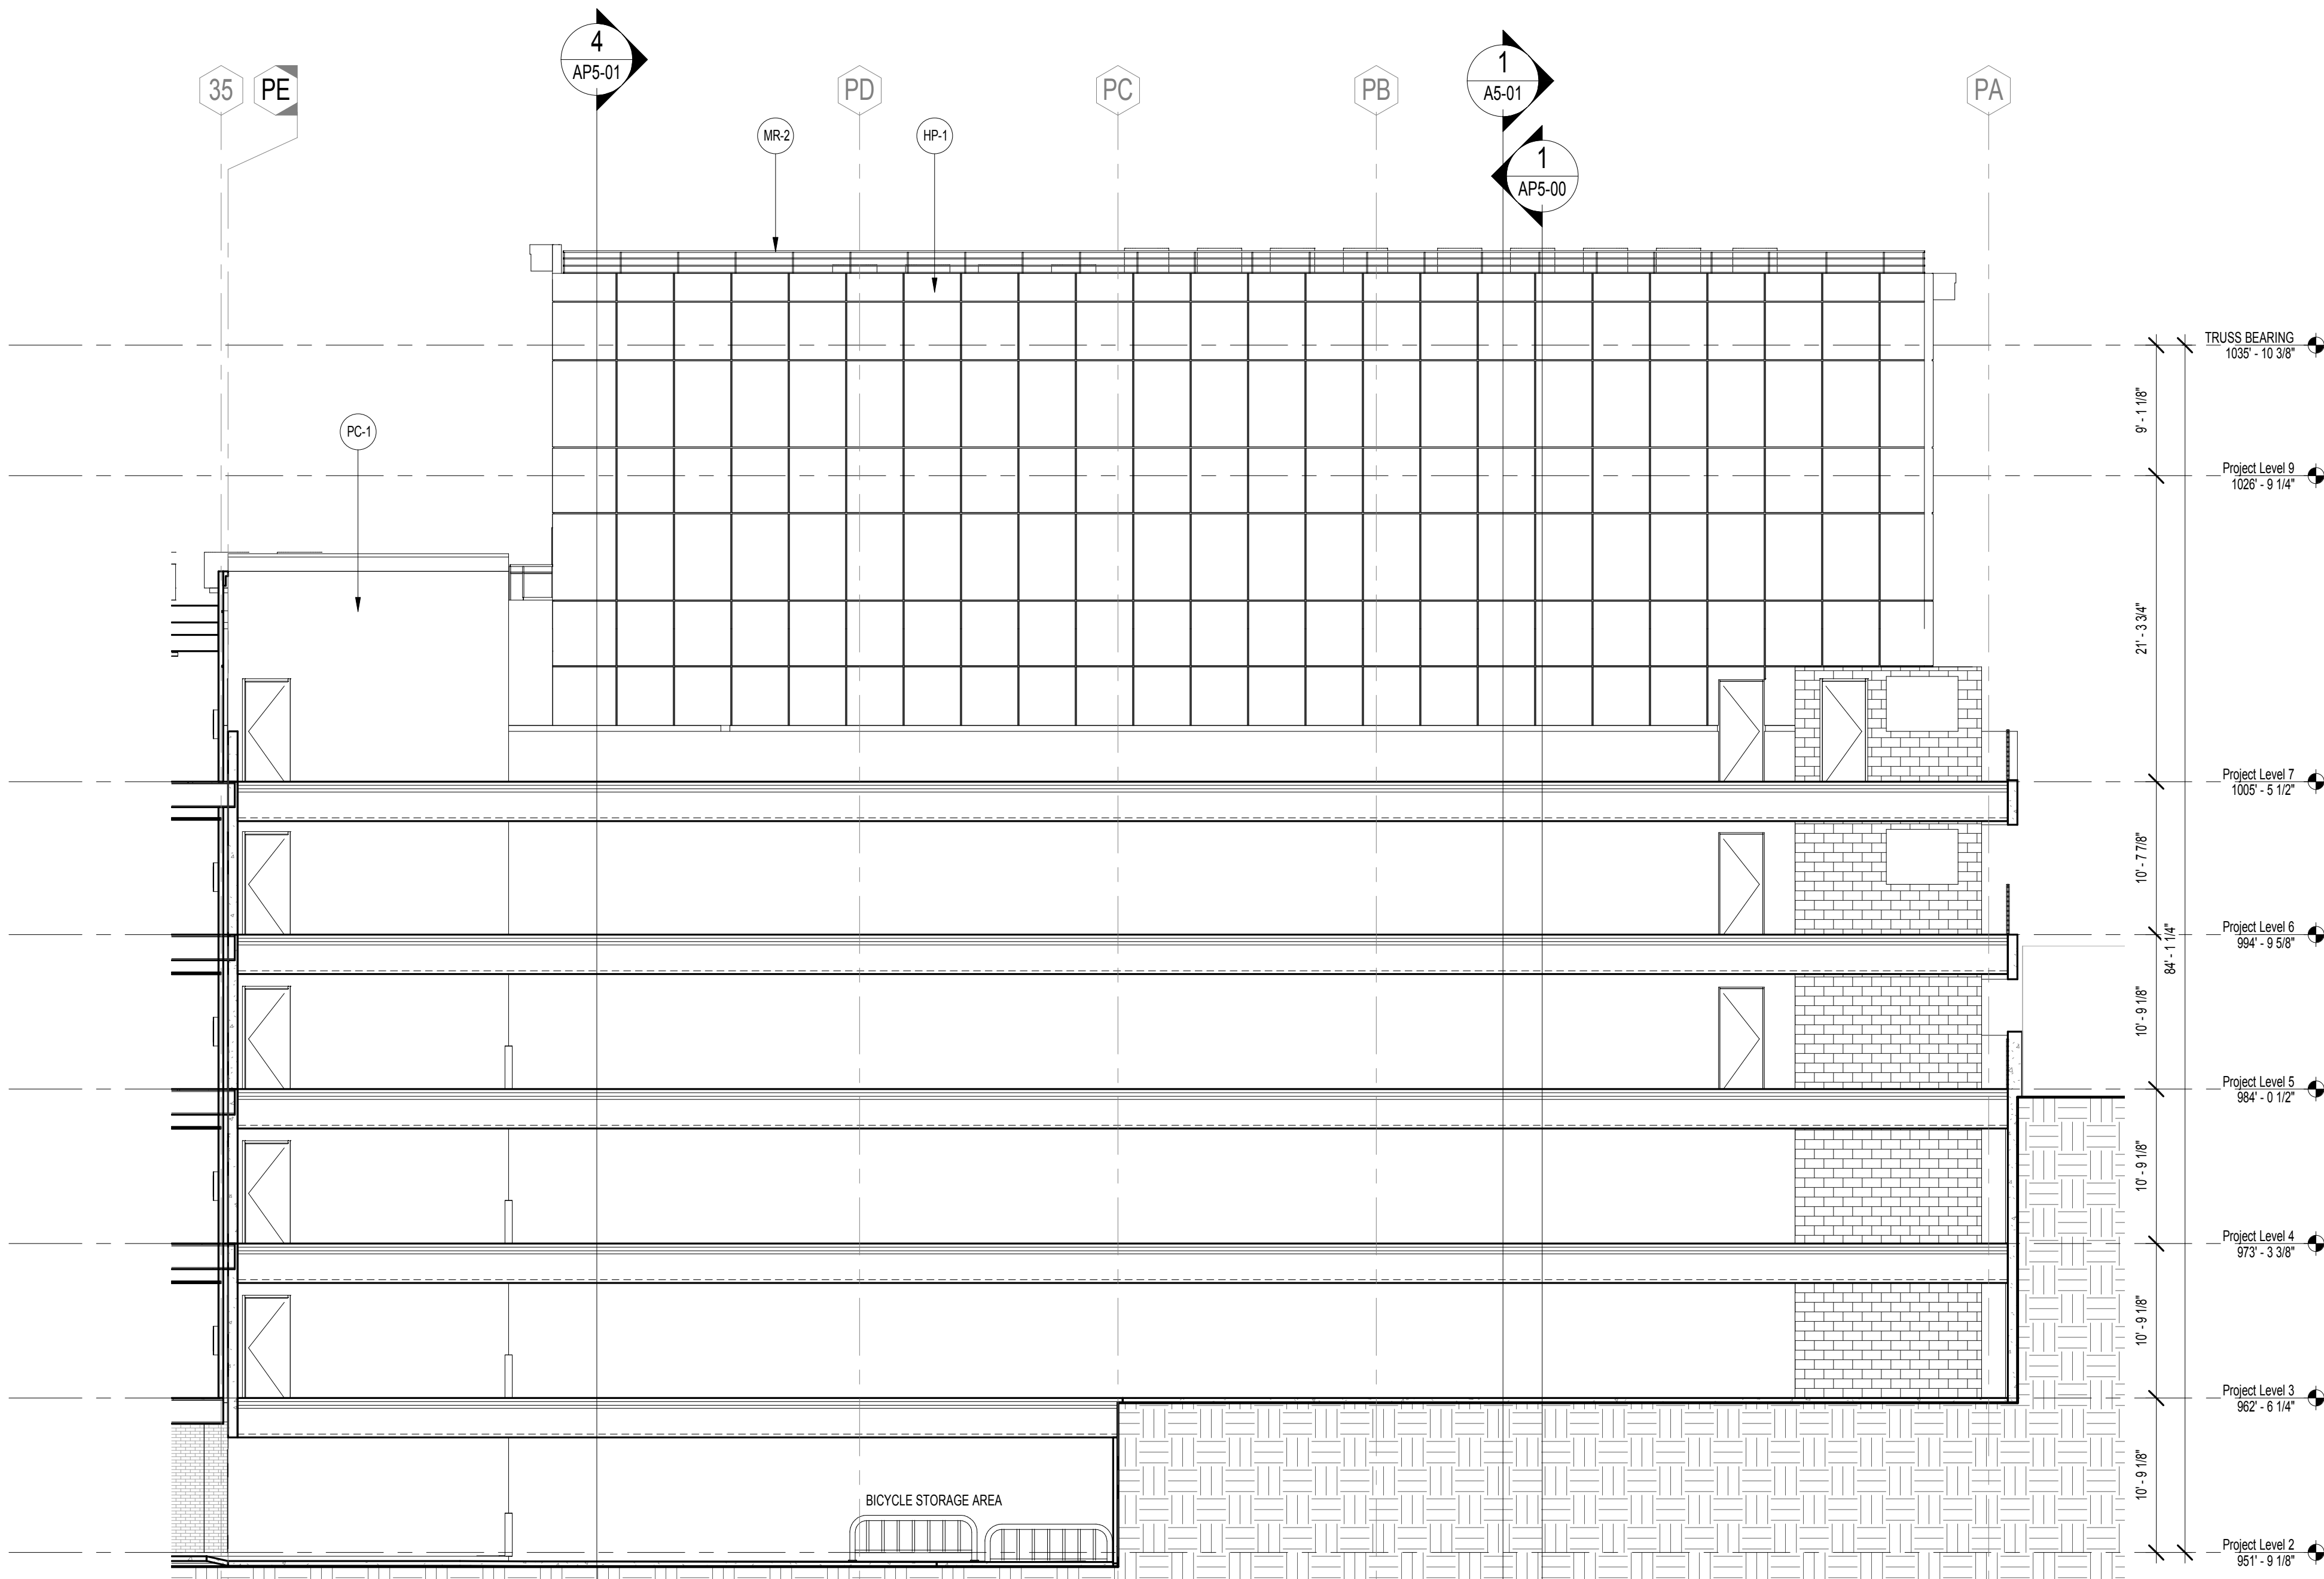 4
AP5-01
1
A5-01
35
PE
PD
PC
PB
PA
MR-2
HP-1
1
AP5-00
TRUSS BEARING
1035' - 10 3/8"
9' - 1 1/8"
PC-1
Project Level 9
1026' - 9 1/4"
21' - 3 3/4"
Project Level 7
1005' - 5 1/2"
10' - 7 7/8"
Project Level 6
994' - 9 5/8"
84' - 1 1/4"
10' - 9 1/8"
Project Level 5
984' - 0 1/2"
10' - 9 1/8"
Project Level 4
973' - 3 3/8"
10' - 9 1/8"
Project Level 3
962' - 6 1/4"
10' - 9 1/8"
BICYCLE STORAGE AREA
Project Level 2
951' - 9 1/8"